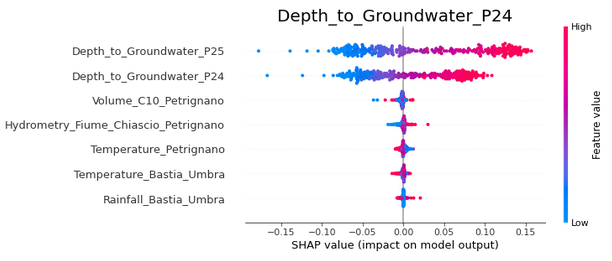 Depth_to_Groundwater_P24
High
Depth_to_Groundwater_P25
Depth_to_Groundwater_P24
Volume_C10_Petrignano
Hydrometry_Fiume_Chiascio_Petrignano
Temperature_Petrignano
Temperature_Bastia_Umbra
Rainfall_Bastia_Umbra
Feature value
Low
−0.15 −0.10 −0.05 0.00 0.05 0.10 0.15
SHAP value (impact on model output)